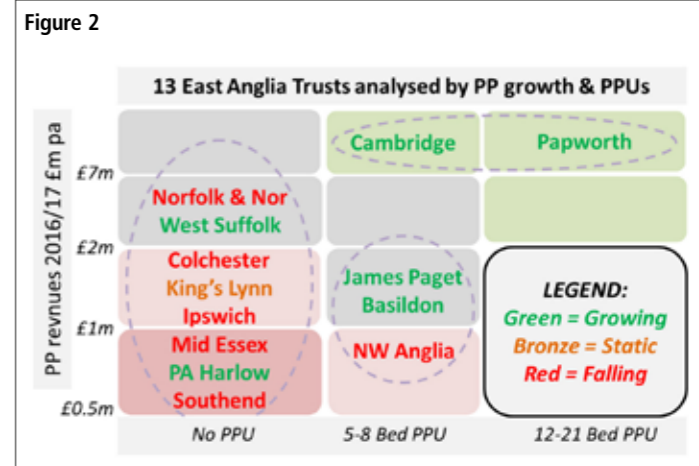 Figure 2
13 East Anglia Trusts analysed by PP growth & PPUs
PP revnues 2016/17 £m pa
£7m
£2m
£1m
£0.5m
Cambridge
Papworth
Norfolk & Nor
West Suffolk
Colchester
King's Lynn
Ipswich
Mid Essex
PA Harlow
Southend
James Paget
Basildon
NW Anglia
LEGEND:
Green = Growing
Bronze = Static
Red = Falling
No PPU
5-8 Bed PPU
12-21 Bed PPU